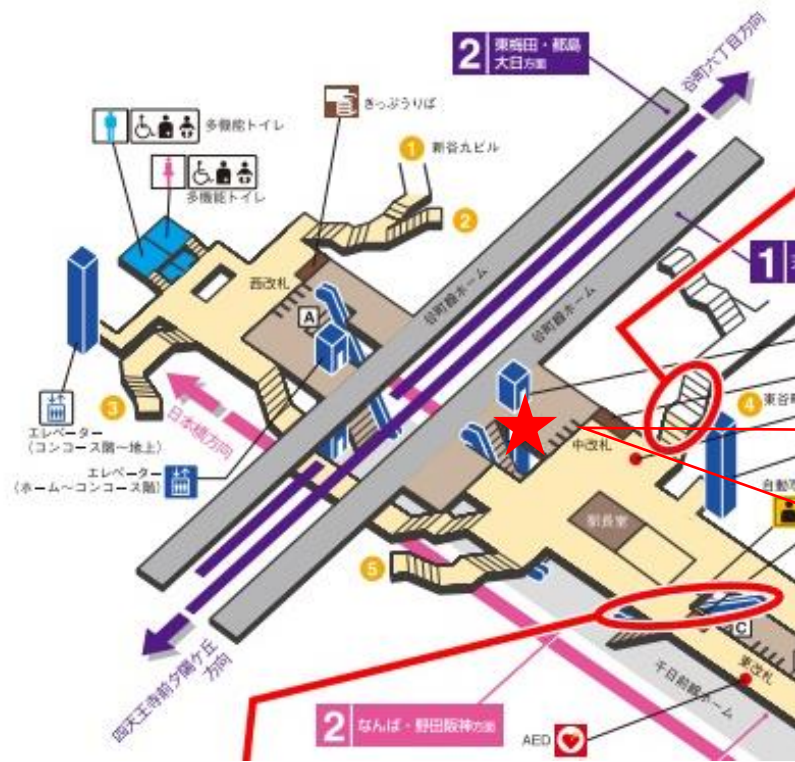 2 東梅田・都島
大日方面
谷町六丁目方向
きっぷうりば
多機能トイレ
多機能トイレ
1 新谷九ビル
2
谷町線ホーム
谷町線ホーム
1
西改札
A
3
日本橋方向
エレベーター
(コンコース階〜地上)
エレベーター
(ホーム〜コンコース階)
4 東谷町
中改札
駅長室
自動
5
C
東改札
千日前線ホーム
四天王寺前夕陽ケ丘
方向
2 なんば・野田阪神方面
AED